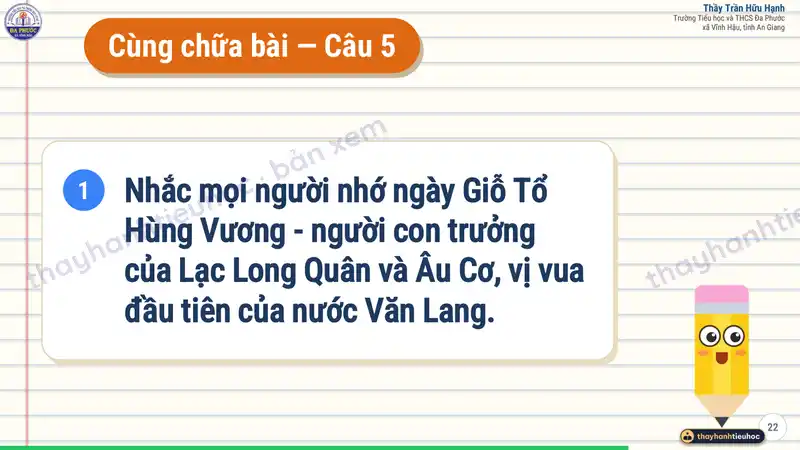 Thầy Trần Hữu Hạnh
Trường Tiểu học và THCS Đa Phước
xã Vĩnh Hậu, tỉnh An Giang
ĐA PHƯỚC
Cùng chữa bài – Câu 5
1
Nhắc mọi người nhớ ngày Giỗ Tổ
Hùng Vương - người con trưởng
của Lạc Long Quân và Âu Cơ, vị vua
đầu tiên của nước Văn Lang.
thayhanhtieuhoc
22